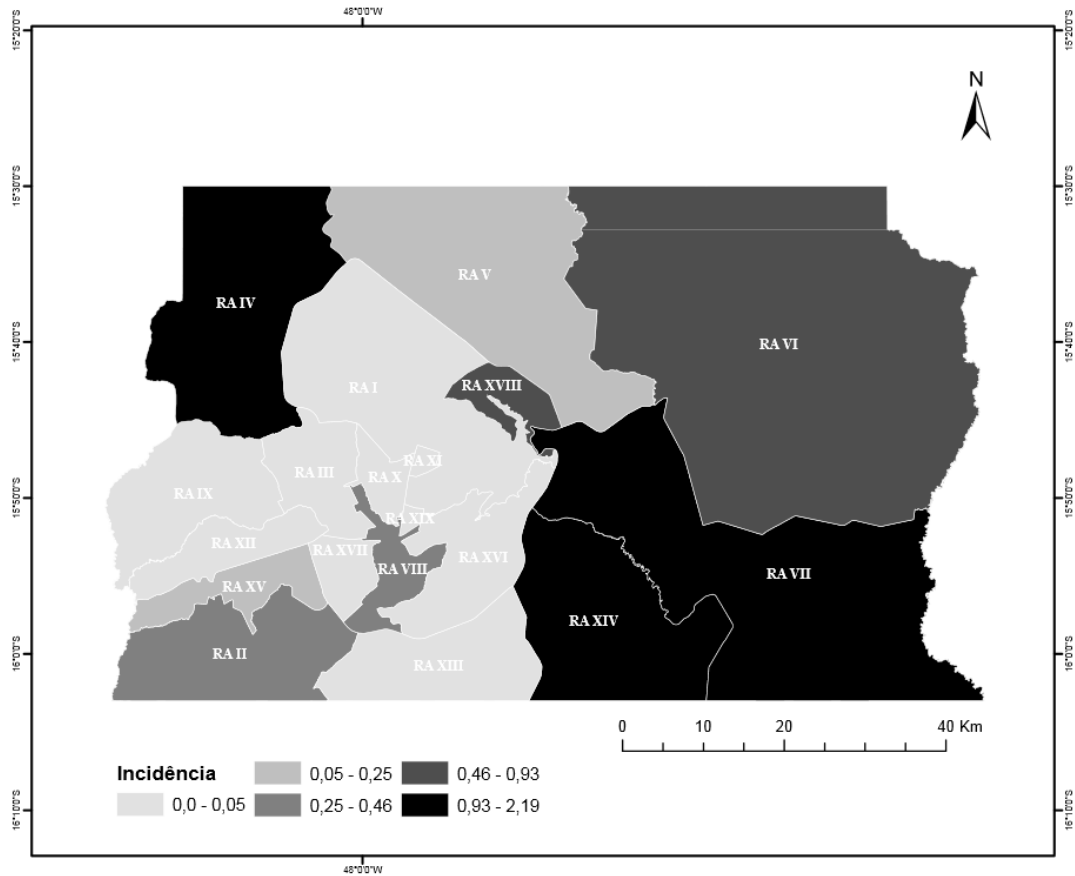 48°0'0"W
15°20'0"S
15°20'0"S
N
15°30'0"S
15°30'0"S
RA V
RA IV
RA VI
15°40'0"S
15°40'0"S
RA I
RA XVIII
RA XI
RA III
RA X
RA IX
15°50'0"S
15°50'0"S
RA XIX
RA XII
RA XVII
RA XVI
RA VIII
RA VII
RA XV
RA XIV
RA II
16°0'0"S
16°0'0"S
RA XIII
0 10 20 40 Km
Incidência
0,0 - 0,05
0,05 - 0,25
0,25 - 0,46
0,46 - 0,93
0,93 - 2,19
16°10'0"S
16°10'0"S
48°0'0"W